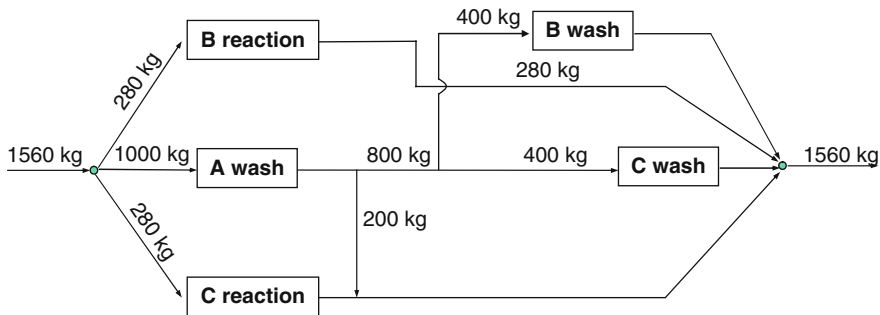 400 kg
B wash
B reaction
280 kg
280 kg
1560 kg
1000 kg
A wash
800 kg
400 kg
C wash
1560 kg
280 kg
200 kg
C reaction